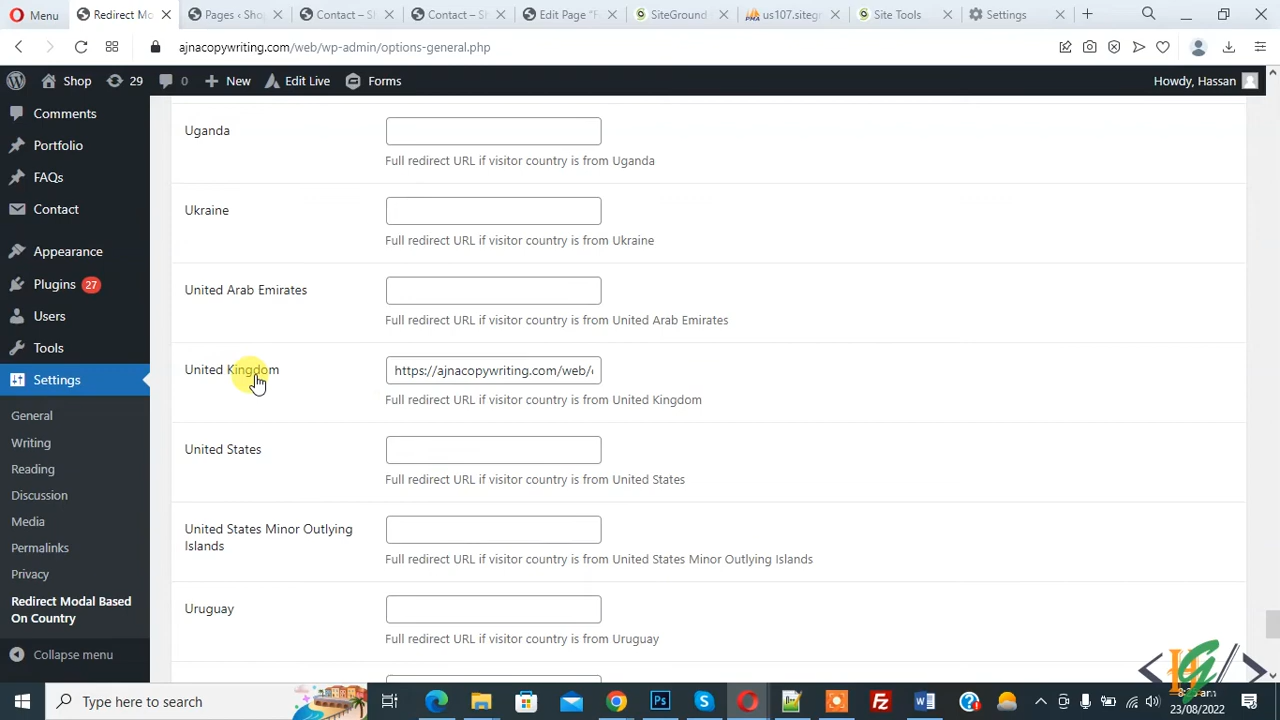 Menu
Redirect Mo
Pages ‹ Sho
Contact – S
Contact – S
Edit Page "F
SiteGround
us107.sitegr
Site Tools
Settings
ajnacopywriting.com/web/wp-admin/options-general.php
Shop
29
0
New
Edit Live
Forms
Howdy, Hassan
Comments
Portfolio
FAQs
Contact
Appearance
Plugins 27
Users
Tools
Settings
General
Writing
Reading
Discussion
Media
Permalinks
Privacy
Redirect Modal Based
On Country
Collapse menu
Uganda
Full redirect URL if visitor country is from Uganda
Ukraine
Full redirect URL if visitor country is from Ukraine
United Arab Emirates
Full redirect URL if visitor country is from United Arab Emirates
United Kingdom
https://ajnacopywriting.com/web/
Full redirect URL if visitor country is from United Kingdom
United States
Full redirect URL if visitor country is from United States
United States Minor Outlying
Islands
Full redirect URL if visitor country is from United States Minor Outlying Islands
Uruguay
Full redirect URL if visitor country is from Uruguay
Type here to search
23/08/2022